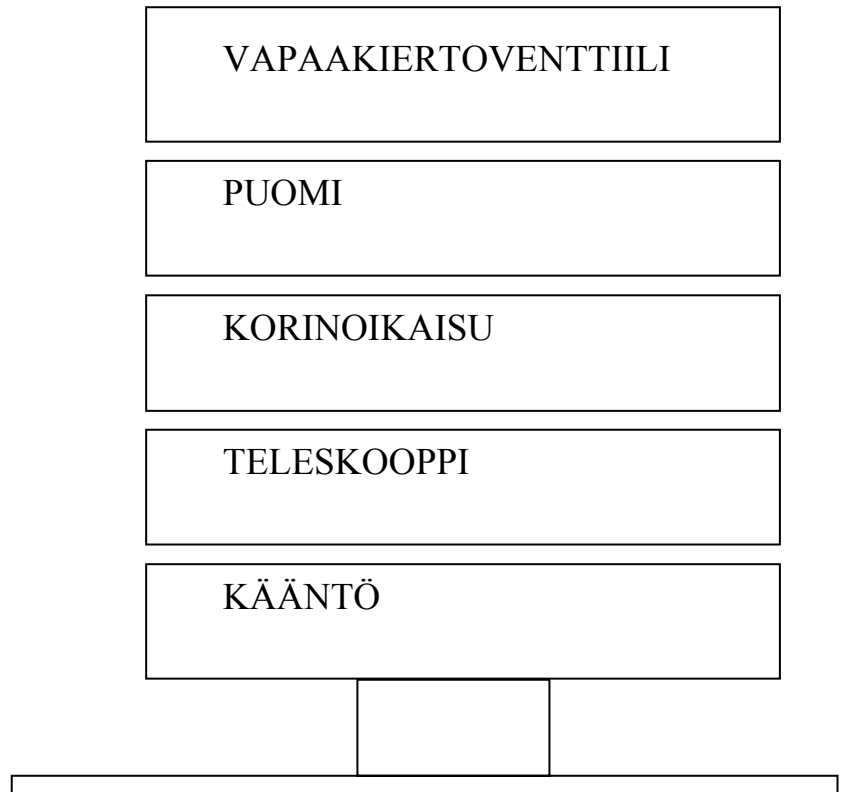 VAPAAKIERTOVENTTIILI
PUOMI
KORINOIKAISU
TELESKOOPPI
KÄÄNTÖ